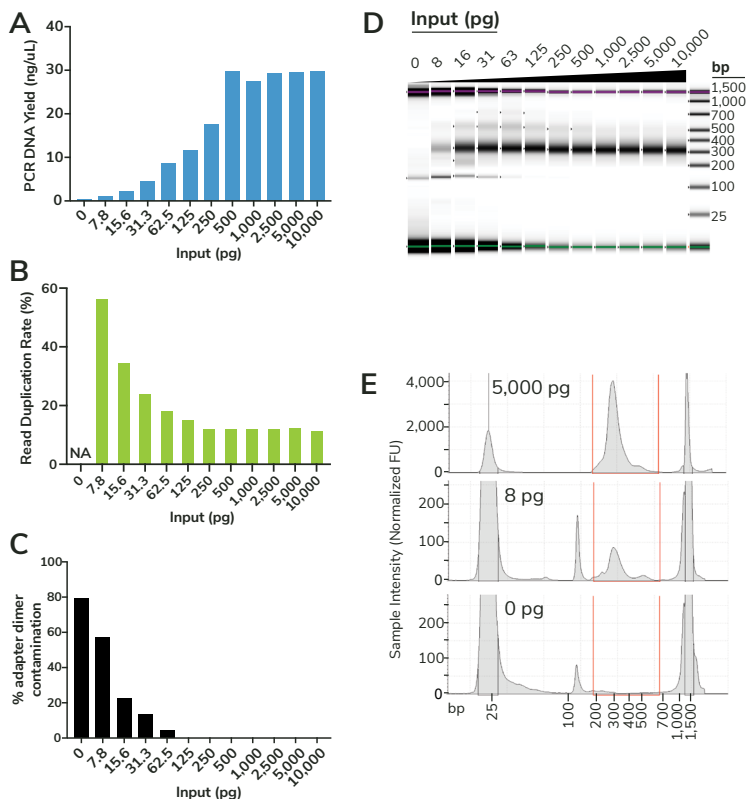 A
PCR DNA Yield (ng/uL)
40
30
20
10
0
0 7.8 15.6 31.3 62.5 125 250 500 1,000 2,500 5,000 10,000
Input (pg)
B
Read Duplication Rate (%)
60
40
20
0
NA
0 7.8 15.6 31.3 62.5 125 250 500 1,000 2,500 5,000 10,000
Input (pg)
C
% adapter dimer
contamination
100
80
60
40
20
0
0 7.8 15.6 31.3 62.5 125 250 500 1,000 2,500 5,000 10,000
Input (pg)
D
Input (pg)
0 8 16 31 63 125 250 500 1,000 2,500 5,000 10,000
bp
1,500
1,000
700
500
400
300
200
100
25
E
Sample Intensity (Normalized FU)
5,000 pg
4,000
2,000
0
8 pg
200
100
0
0 pg
200
100
0
bp 25 100 200 300 400 500 700 1,000 1,500